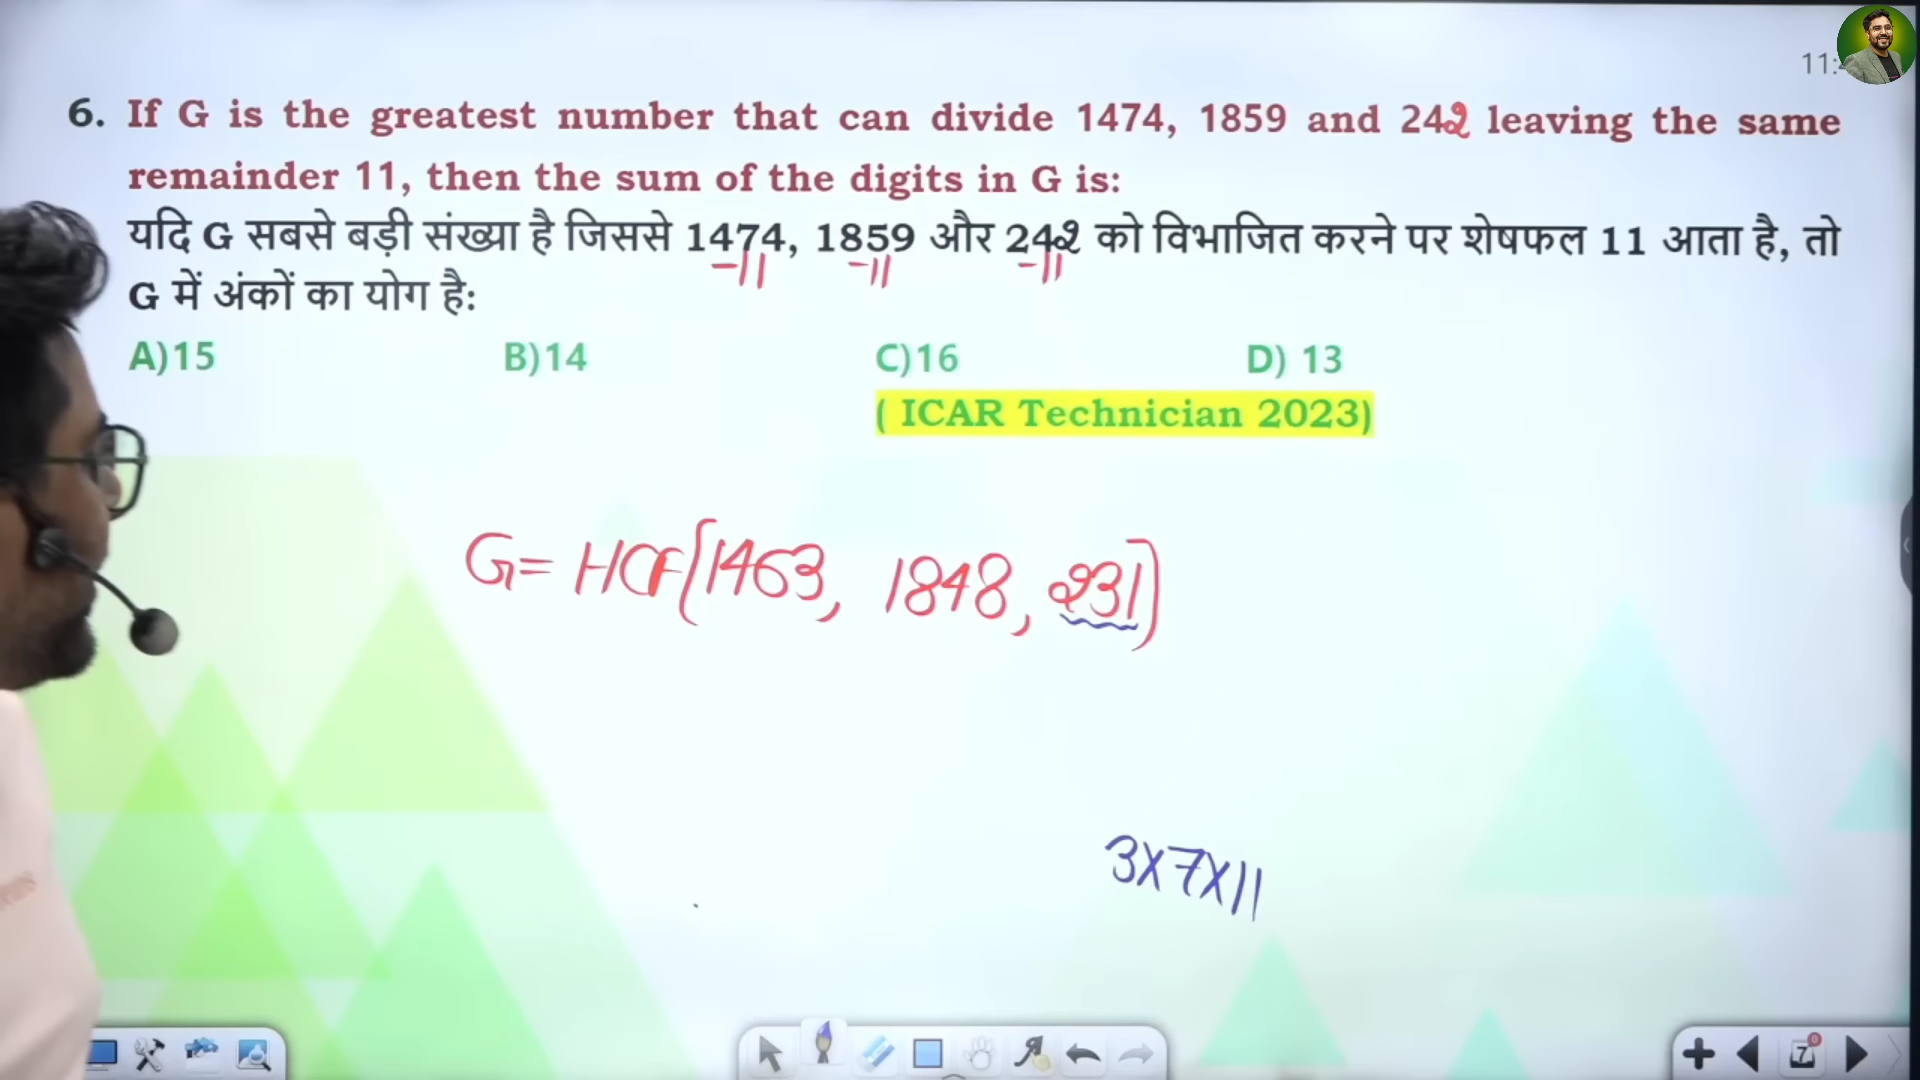 11:
6. If G is the greatest number that can divide 1474, 1859 and 242 leaving the same
remainder 11, then the sum of the digits in G is:
यदि G सबसे बड़ी संख्या है जिससे 1474, 1859 और 242 को विभाजित करने पर शेषफल 11 आता है, तो
-11 -11 -11
G में अंकों का योग है:
A)15 B)14 C)16 D) 13
( ICAR Technician 2023)
G= HCF(1463, 1848, 231)
3X7X11
7